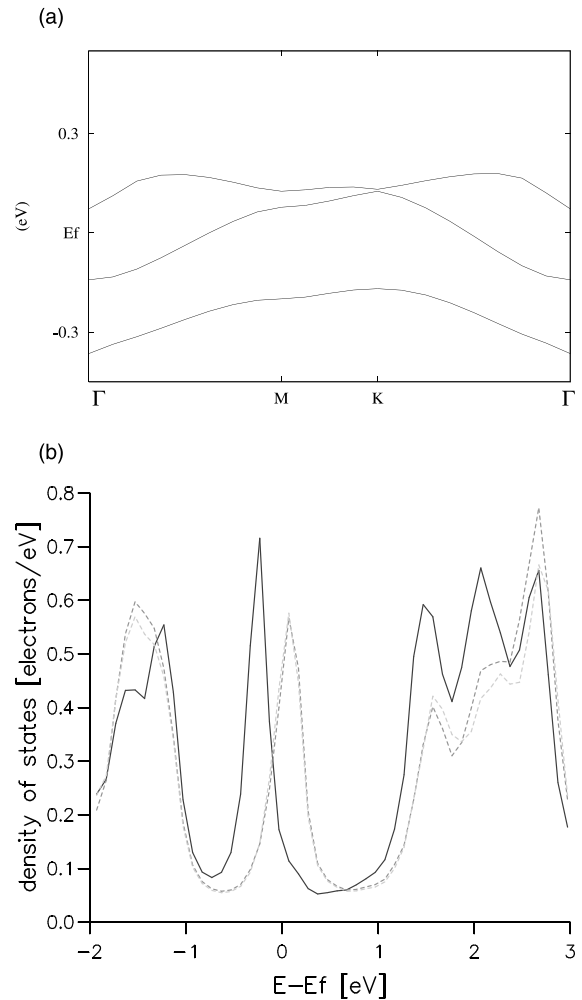 (a)
0.3
(eV)
Ef
-0.3
Γ
M
K
Γ
(b)
0.8
0.7
0.6
0.5
0.4
0.3
0.2
0.1
0.0
density of states [electrons/eV]
−2
−1
0
1
2
3
E−Ef [eV]